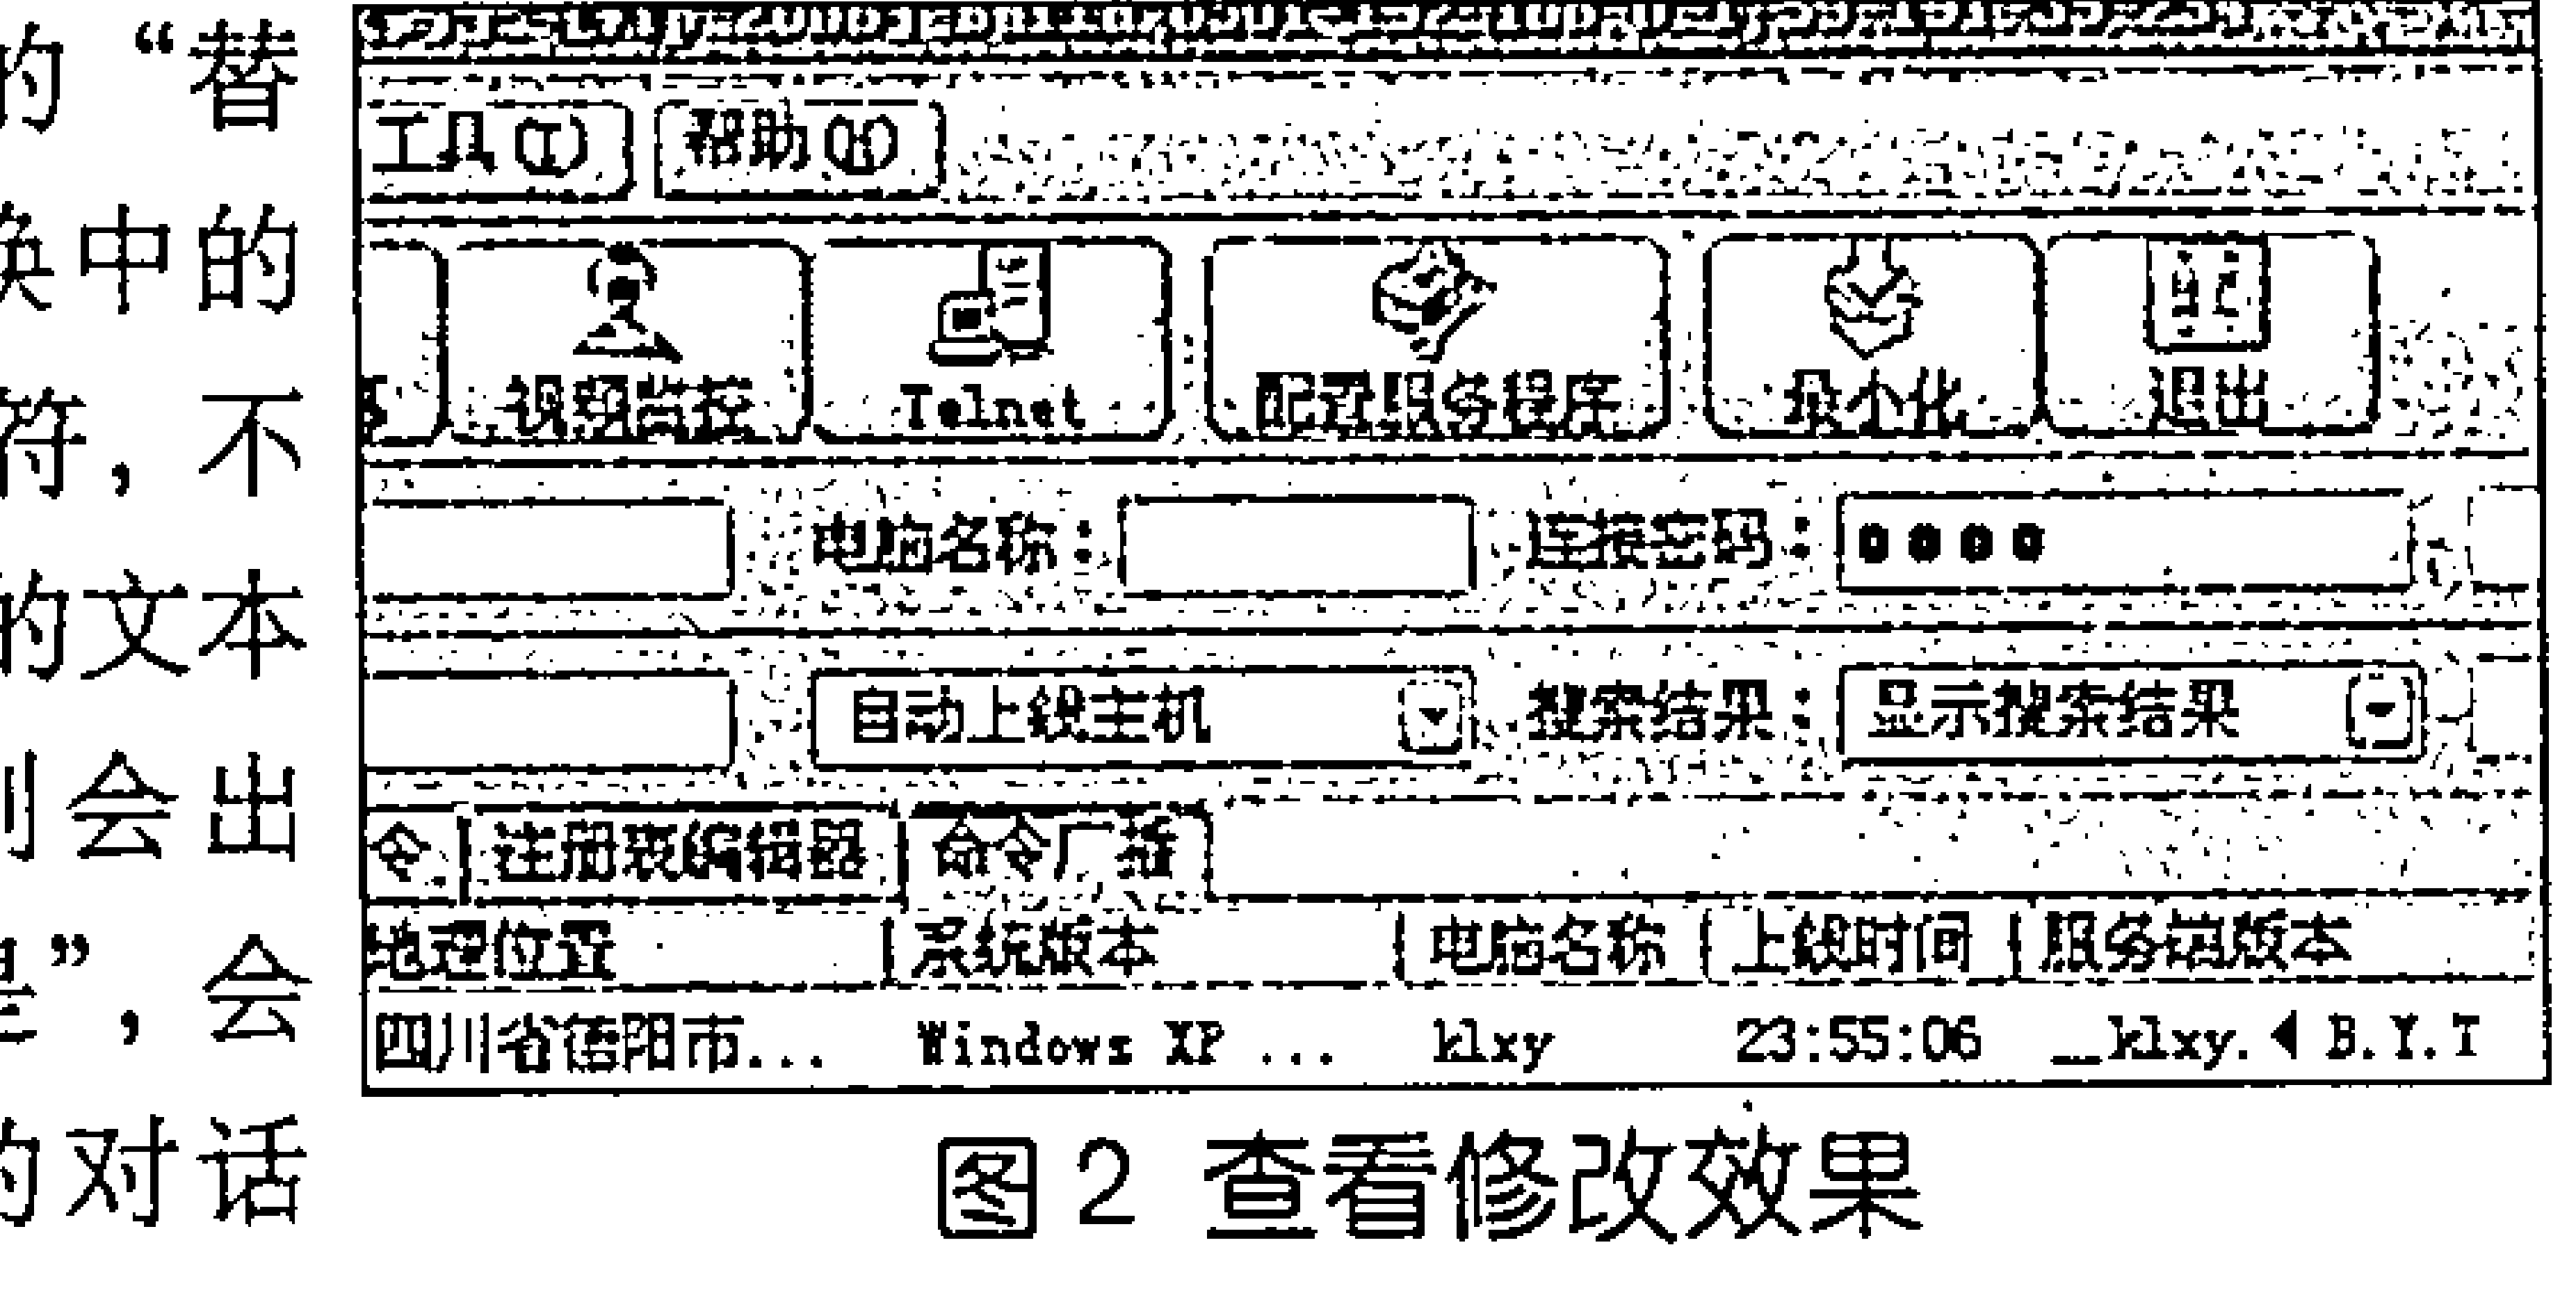 的“替
换中的
符，不
的文本
则会出
是”，会
的对话
工具(T) 帮助(H)
视频监控 Telnet 配置服务程序 最小化 退出
电脑名称： 连接密码：
自动上线主机 搜索结果： 显示搜索结果
令 注册表编辑器 命令广播
地理位置 系统版本 电脑名称 上线时间 服务端版本
四川省德阳市... Windows XP ... klxy 23:55:06 __klxy.◀ B.Y.T
图 2 查看修改效果